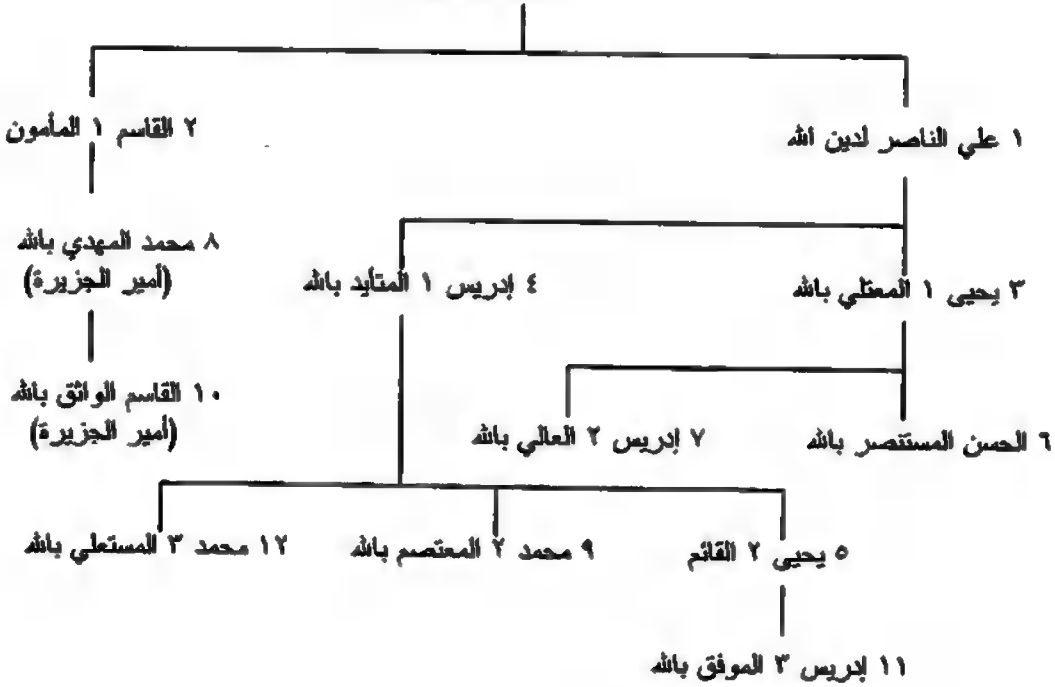 ١ علي الناصر لدين الله
٢ القاسم ١ المأمون
٣ يحيى ١ المعتلي بالله
٤ إدريس ١ المتأيد بالله
٨ محمد المهدي بالله
(أمير الجزيرة)
٦ الحسن المستنصر بالله
٧ إدريس ٢ العالي بالله
١٠ القاسم الواثق بالله
(أمير الجزيرة)
٥ يحيى ٢ القائم
٩ محمد ٢ المعتصم بالله
١٢ محمد ٣ المستعلي بالله
١١ إدريس ٣ الموفق بالله